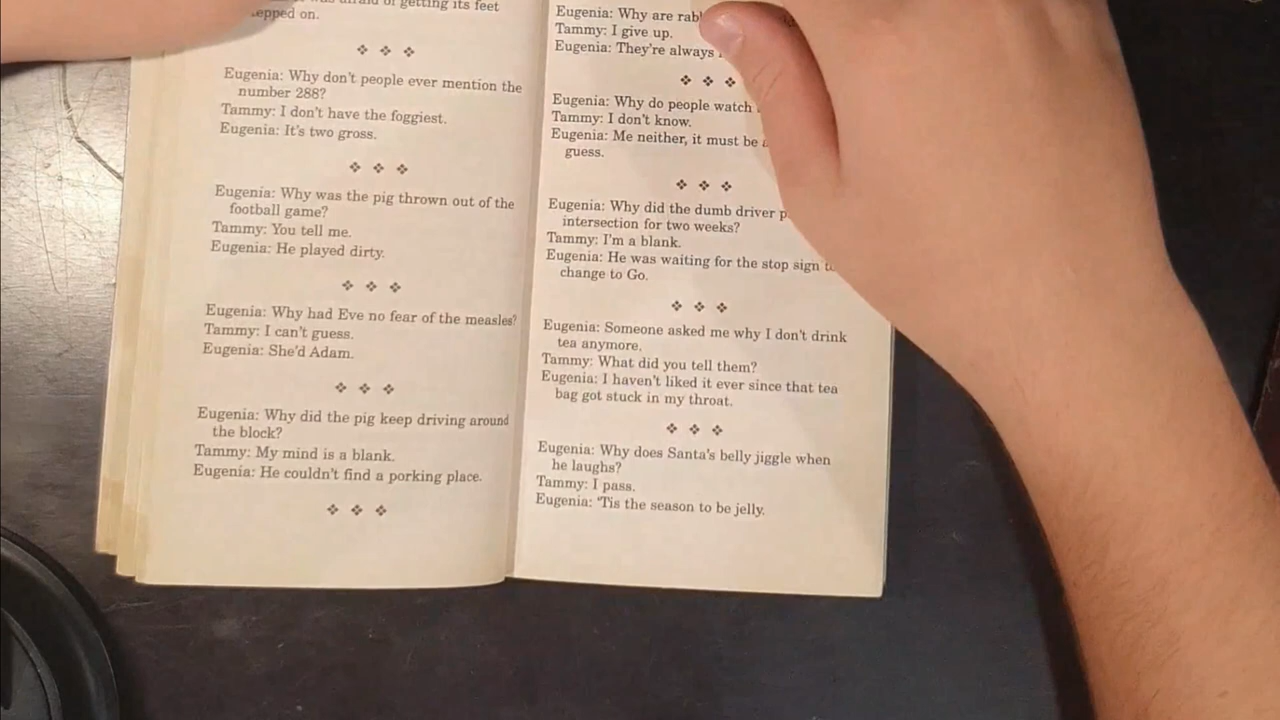 of getting its feet
epped on.
Eugenia: Why don't people ever mention the
number 288?
Tammy: I don't have the foggiest.
Eugenia: It's two gross.
Eugenia: Why was the pig thrown out of the
football game?
Tammy: You tell me.
Eugenia: He played dirty.
Eugenia: Why had Eve no fear of the measles?
Tammy: I can't guess.
Eugenia: She'd Adam.
Eugenia: Why did the pig keep driving around
the block?
Tammy: My mind is a blank.
Eugenia: He couldn't find a porking place.
Eugenia: Why are
Tammy: I give up.
Eugenia: They're always
Eugenia: Why do people watch
Tammy: I don't know.
Eugenia: Me neither, it must be
guess.
Eugenia: Why did the dumb driver
intersection for two weeks?
Tammy: I'm a blank.
Eugenia: He was waiting for the stop sign
change to Go.
Eugenia: Someone asked me why I don't drink
tea anymore.
Tammy: What did you tell them?
Eugenia: I haven't liked it ever since that tea
bag got stuck in my throat.
Eugenia: Why does Santa's belly jiggle when
he laughs?
Tammy: I pass.
Eugenia: 'Tis the season to be jelly.